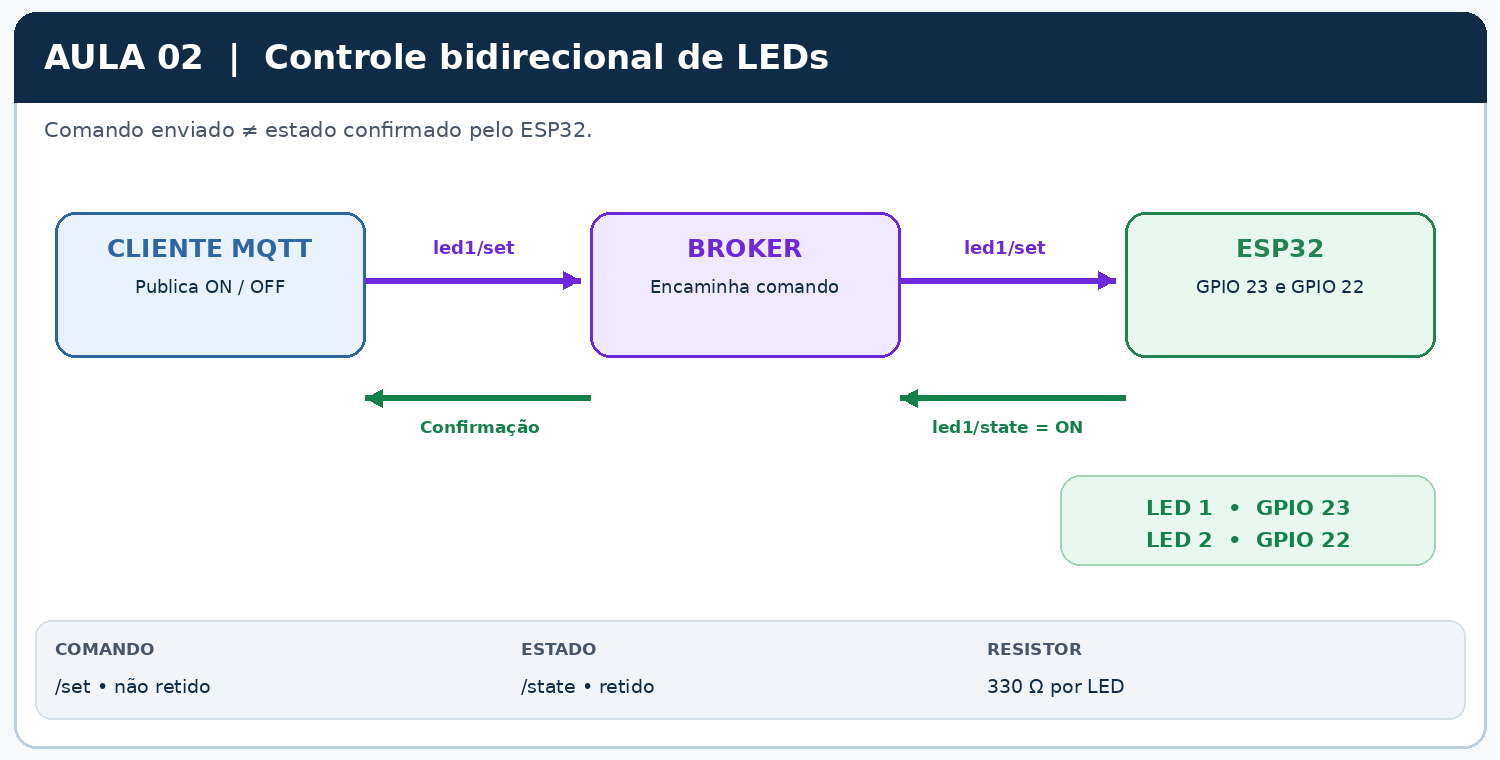 AULA 02 | Controle bidirecional de LEDs
Comando enviado ≠ estado confirmado pelo ESP32.
CLIENTE MQTT
Publica ON / OFF
led1/set
BROKER
Encaminha comando
led1/set
ESP32
GPIO 23 e GPIO 22
Confirmação
led1/state = ON
LED 1 • GPIO 23
LED 2 • GPIO 22
COMANDO
/set • não retido
ESTADO
/state • retido
RESISTOR
330 Ω por LED